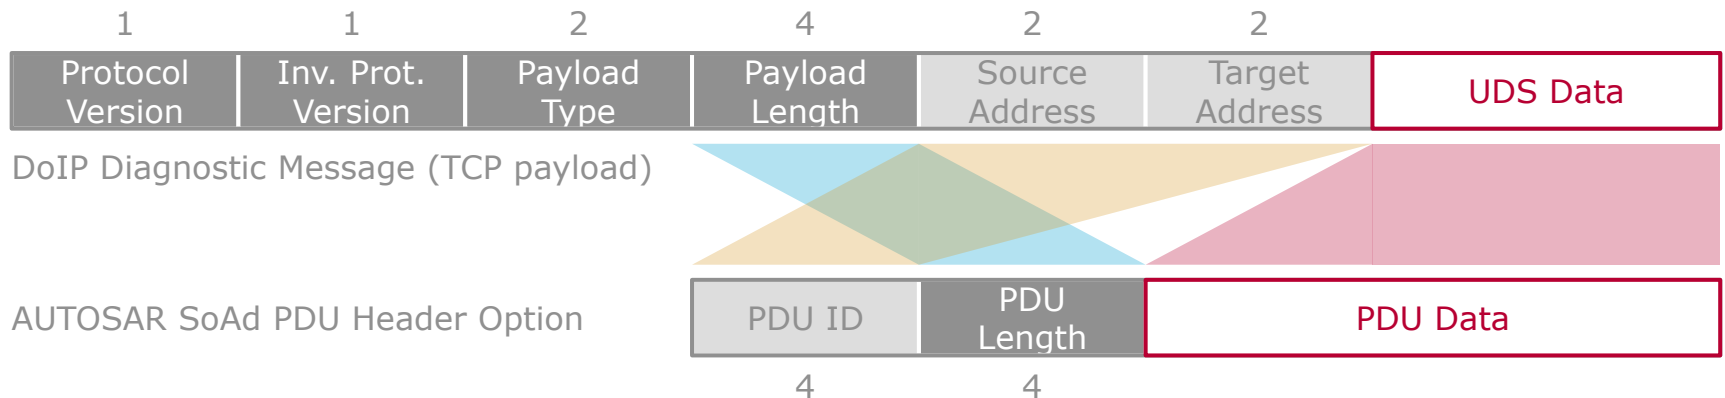 1 1 2 4 2 2
Protocol Version Inv. Prot. Version Payload Type Payload Length Source Address Target Address UDS Data
DoIP Diagnostic Message (TCP payload)
AUTOSAR SoAd PDU Header Option PDU ID PDU Length PDU Data
4 4